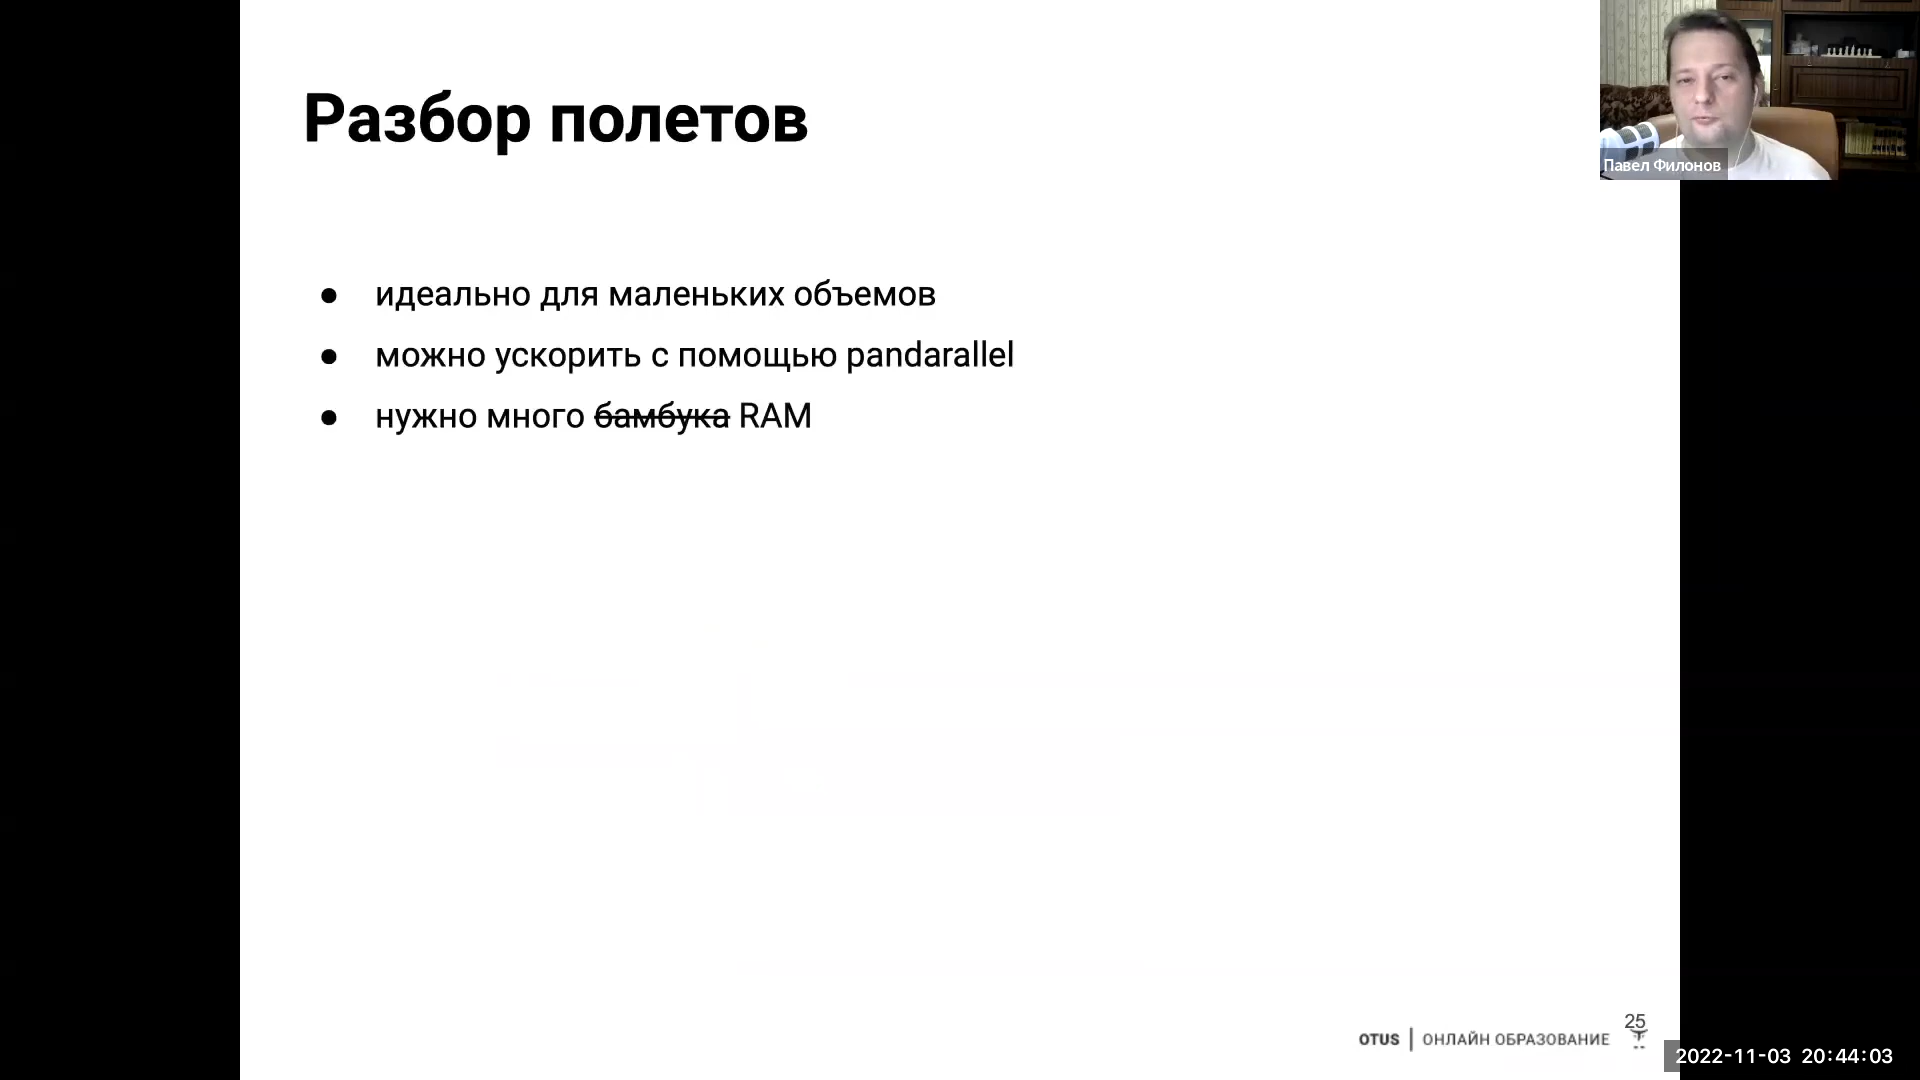 Разбор полетов
Павел Филонов
● идеально для маленьких объемов
● можно ускорить с помощью pandarallel
● нужно много бамбука RAM
25
OTUS | ОНЛАЙН ОБРАЗОВАНИЕ
2022-11-03 20:44:03